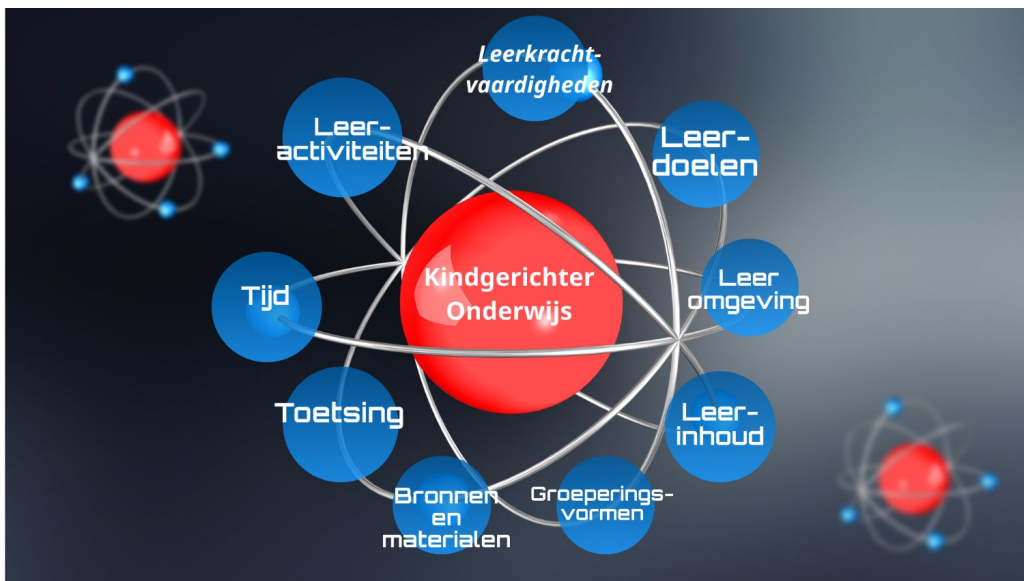 Leerkracht-
vaardigheden
Leer-
activiteiten
Leer-
doelen
Kindgerichter
Onderwijs
Leer
omgeving
Tijd
Toetsing
Leer-
inhoud
Bronnen
en
materialen
Groeperings-
vormen